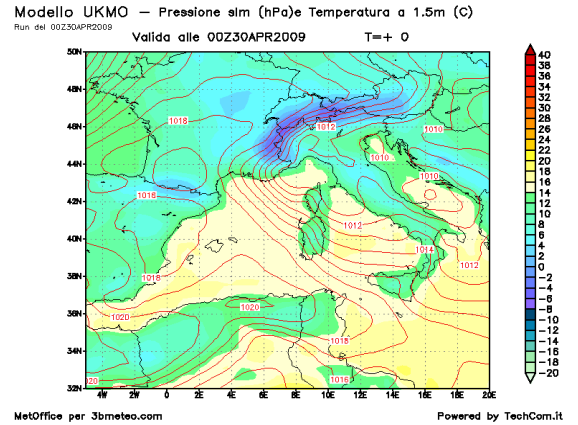 Modello UKMO — Pressione slm (hPa)e Temperatura a 1.5m (C)
Run del 00Z30APR2009
Valida alle 00Z30APR2009 T=+ 0
50N
48N
46N
44N
42N
40N
38N
36N
34N
32N
4W
2W
0
2E
4E
6E
8E
10E
12E
14E
16E
18E
20E
1018
1012
1010
1010
1010
1016
1012
1014
1012
1018
1020
1020
1018
1016
020
40
38
36
34
32
30
28
26
24
22
20
18
16
14
12
10
8
6
4
2
0
−2
−4
−6
−8
−10
−12
−14
−16
−18
−20
MetOffice per 3bmeteo.com Powered by TechCom.it